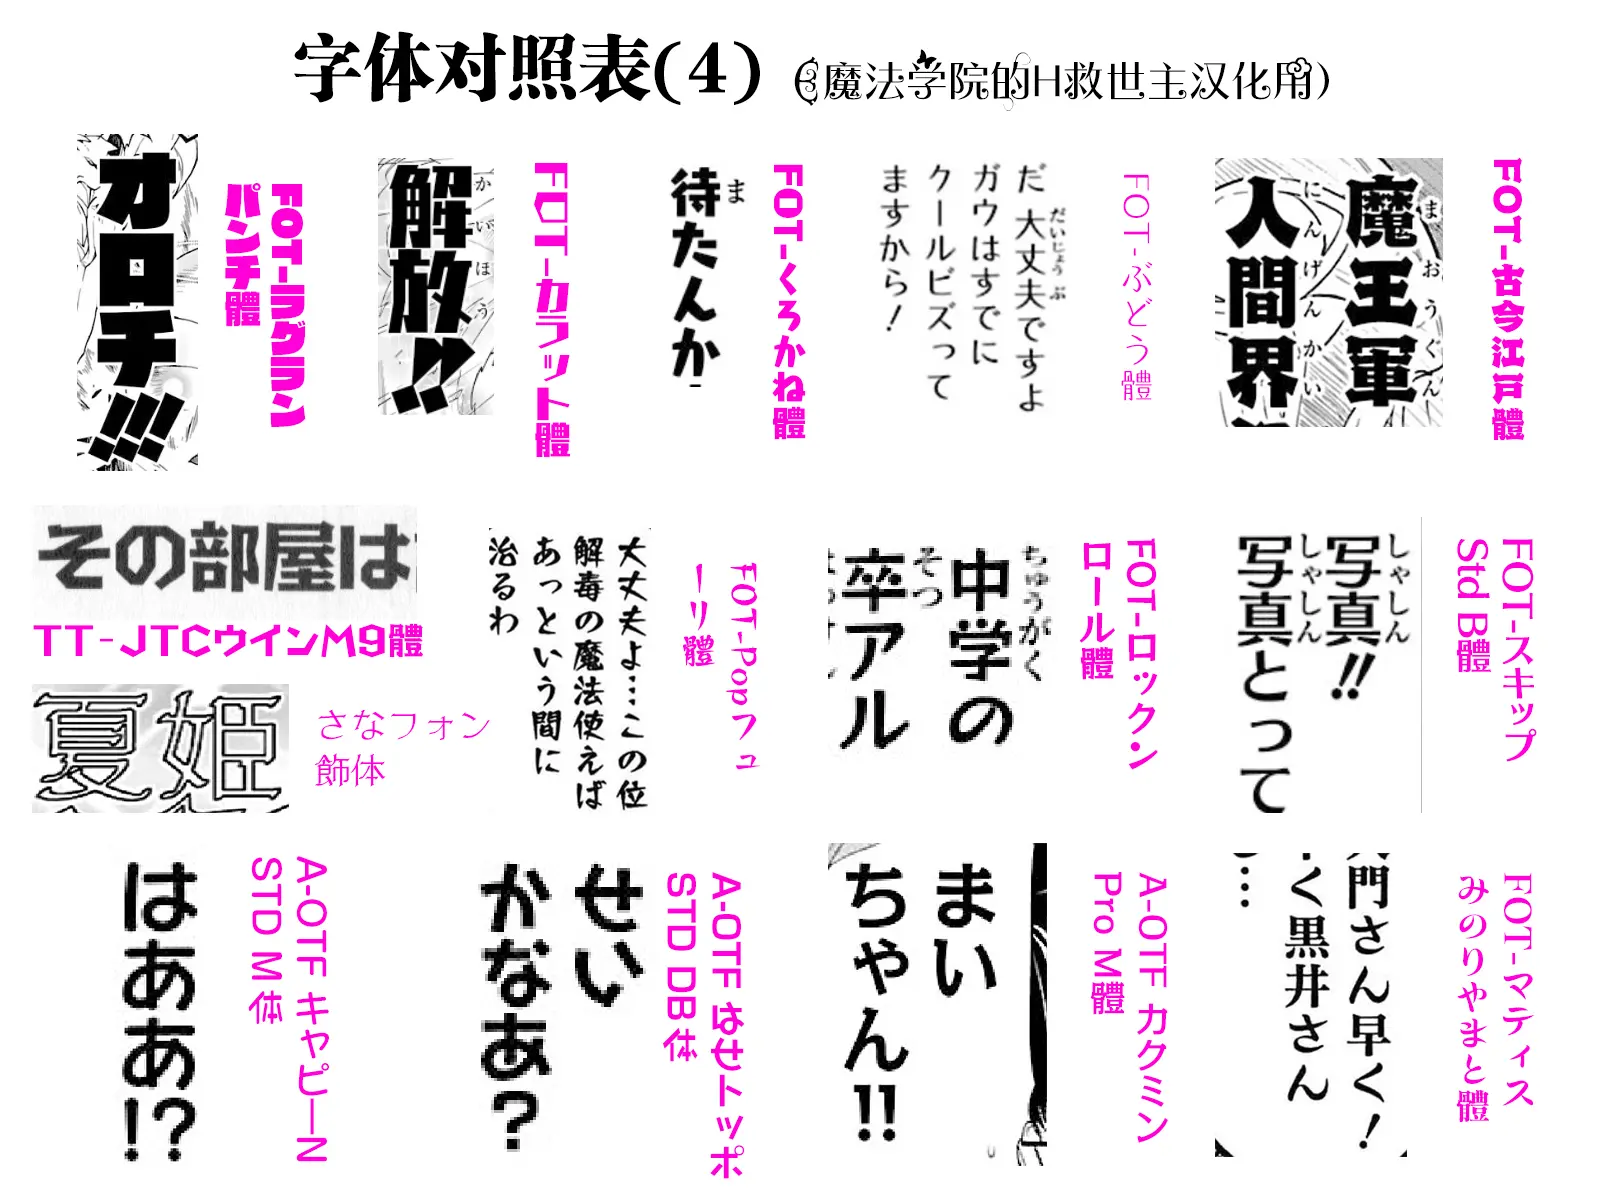 字体对照表(4) (魔法学院的H救世主汉化用)
オロチ!!!
FOT-ラグランパンチ體
解放!!
かいほう
FOT-カラット體
待たんか
ま
FOT-くろかね體
だ 大丈夫ですよ
だいじょうぶ
ガウはすでに
クールビズって
ますから!
FOT-ぶどう體
魔王軍
まおうぐん
人間界
にんげんかい
FOT-古今江戸體
その部屋は
TT-JTCウインM9體
夏姫
さなフォン
飾体
大丈夫よ…この位
解毒の魔法使えば
あっという間に
治るわ
FOT-Popフュ
ーリ體
中学の
ちゅうがく
卒アル
そつ
FOT-ロックン
ロール體
写真!!
しゃしん
写真とって
しゃしん
FOT-スキップ
Std B體
はああ!?
A-OTF キャピーN
STD M 体
せい
かなあ?
A-OTF はせトッポ
STD DB 体
まい
ちゃん!!
A-OTF カクミン
Pro M體
門さん早く!
く黒井さん
…
FOT-マティス
みのりやまと體